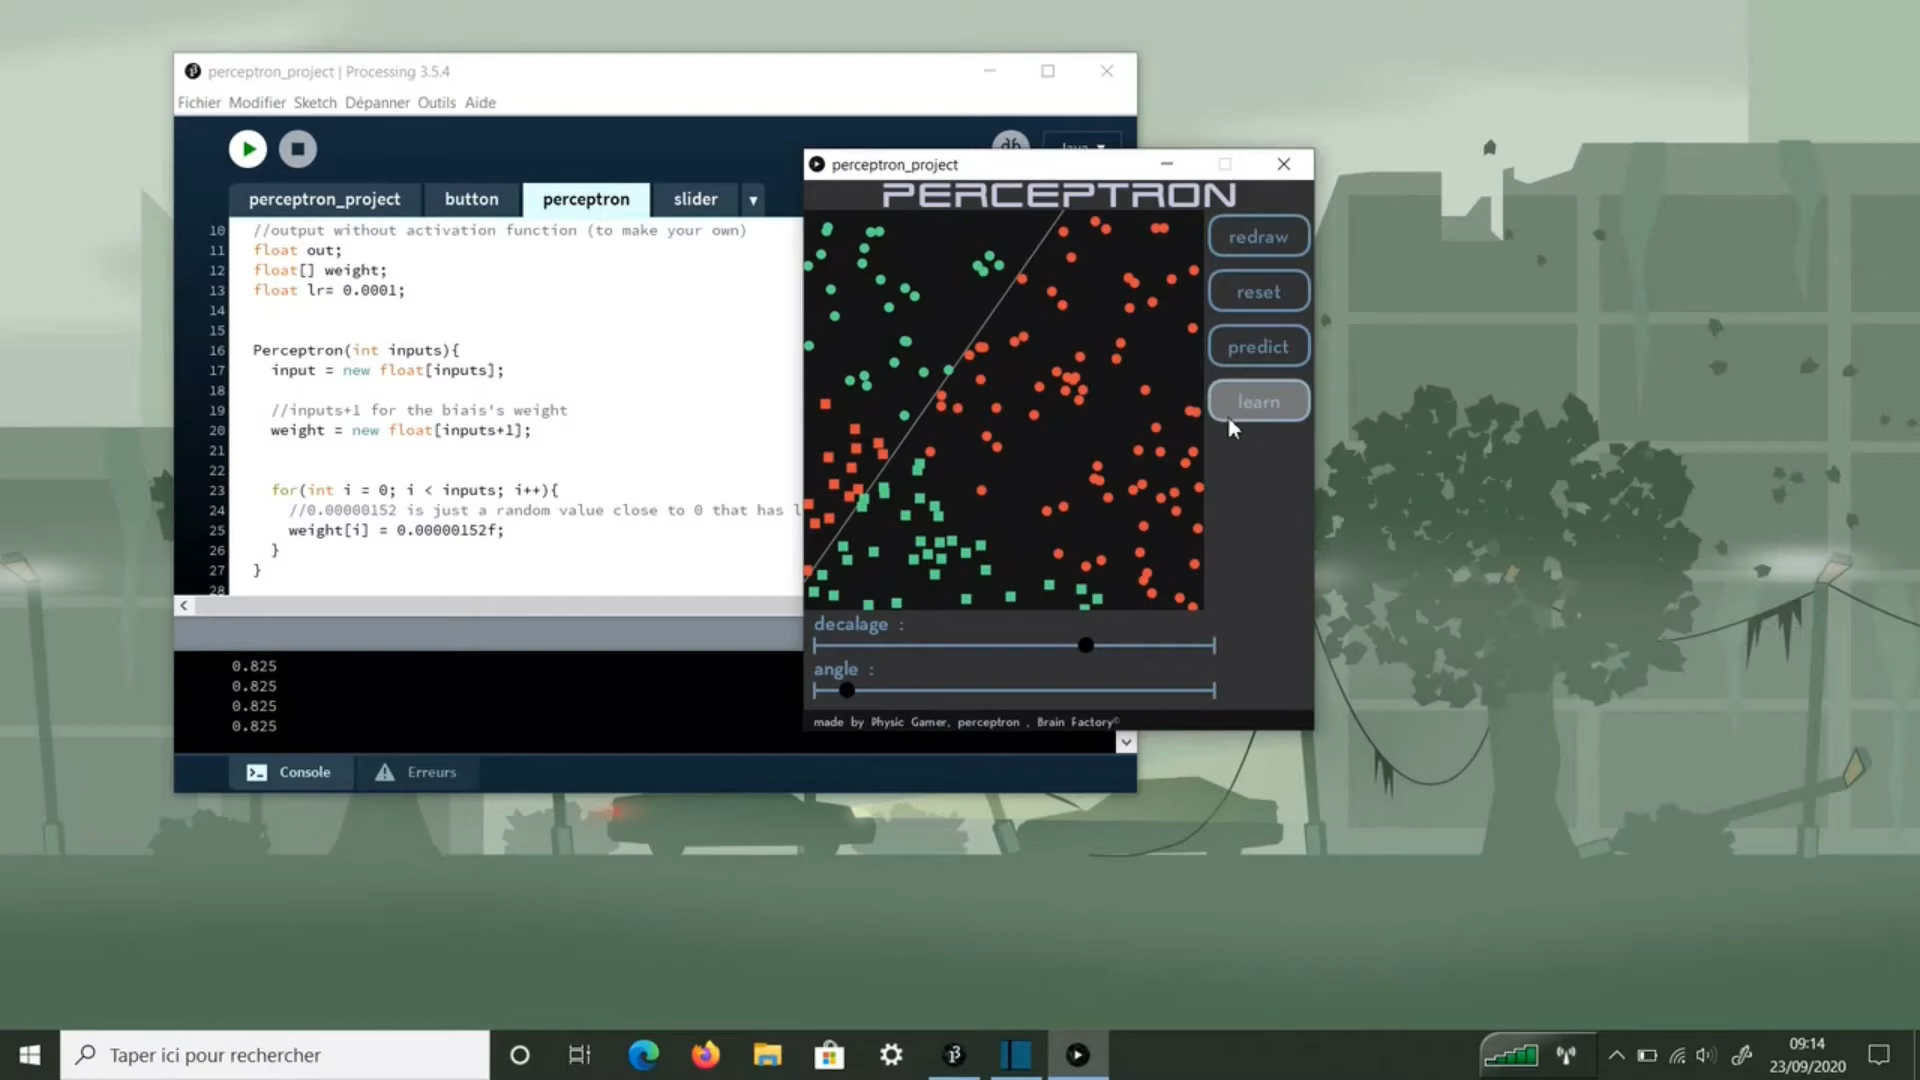 perceptron_project | Processing 3.5.4
Fichier Modifier Sketch Dépanner Outils Aide
perceptron_project button perceptron slider
10 //output without activation function (to make your own)
11 float out;
12 float[] weight;
13 float lr= 0.0001;
14
15
16 Perceptron(int inputs){
17 input = new float[inputs];
18
19 //inputs+1 for the biais's weight
20 weight = new float[inputs+1];
21
22
23 for(int i = 0; i < inputs; i++){
24 //0.00000152 is just a random value close to 0 that has l
25 weight[i] = 0.00000152f;
26 }
27 }
28
0.825
0.825
0.825
0.825
Console Erreurs
perceptron_project
PERCEPTRON
redraw
reset
predict
learn
decalage :
angle :
made by Physic Gamer, perceptron , Brain Factory©
Taper ici pour rechercher
09:14
23/09/2020